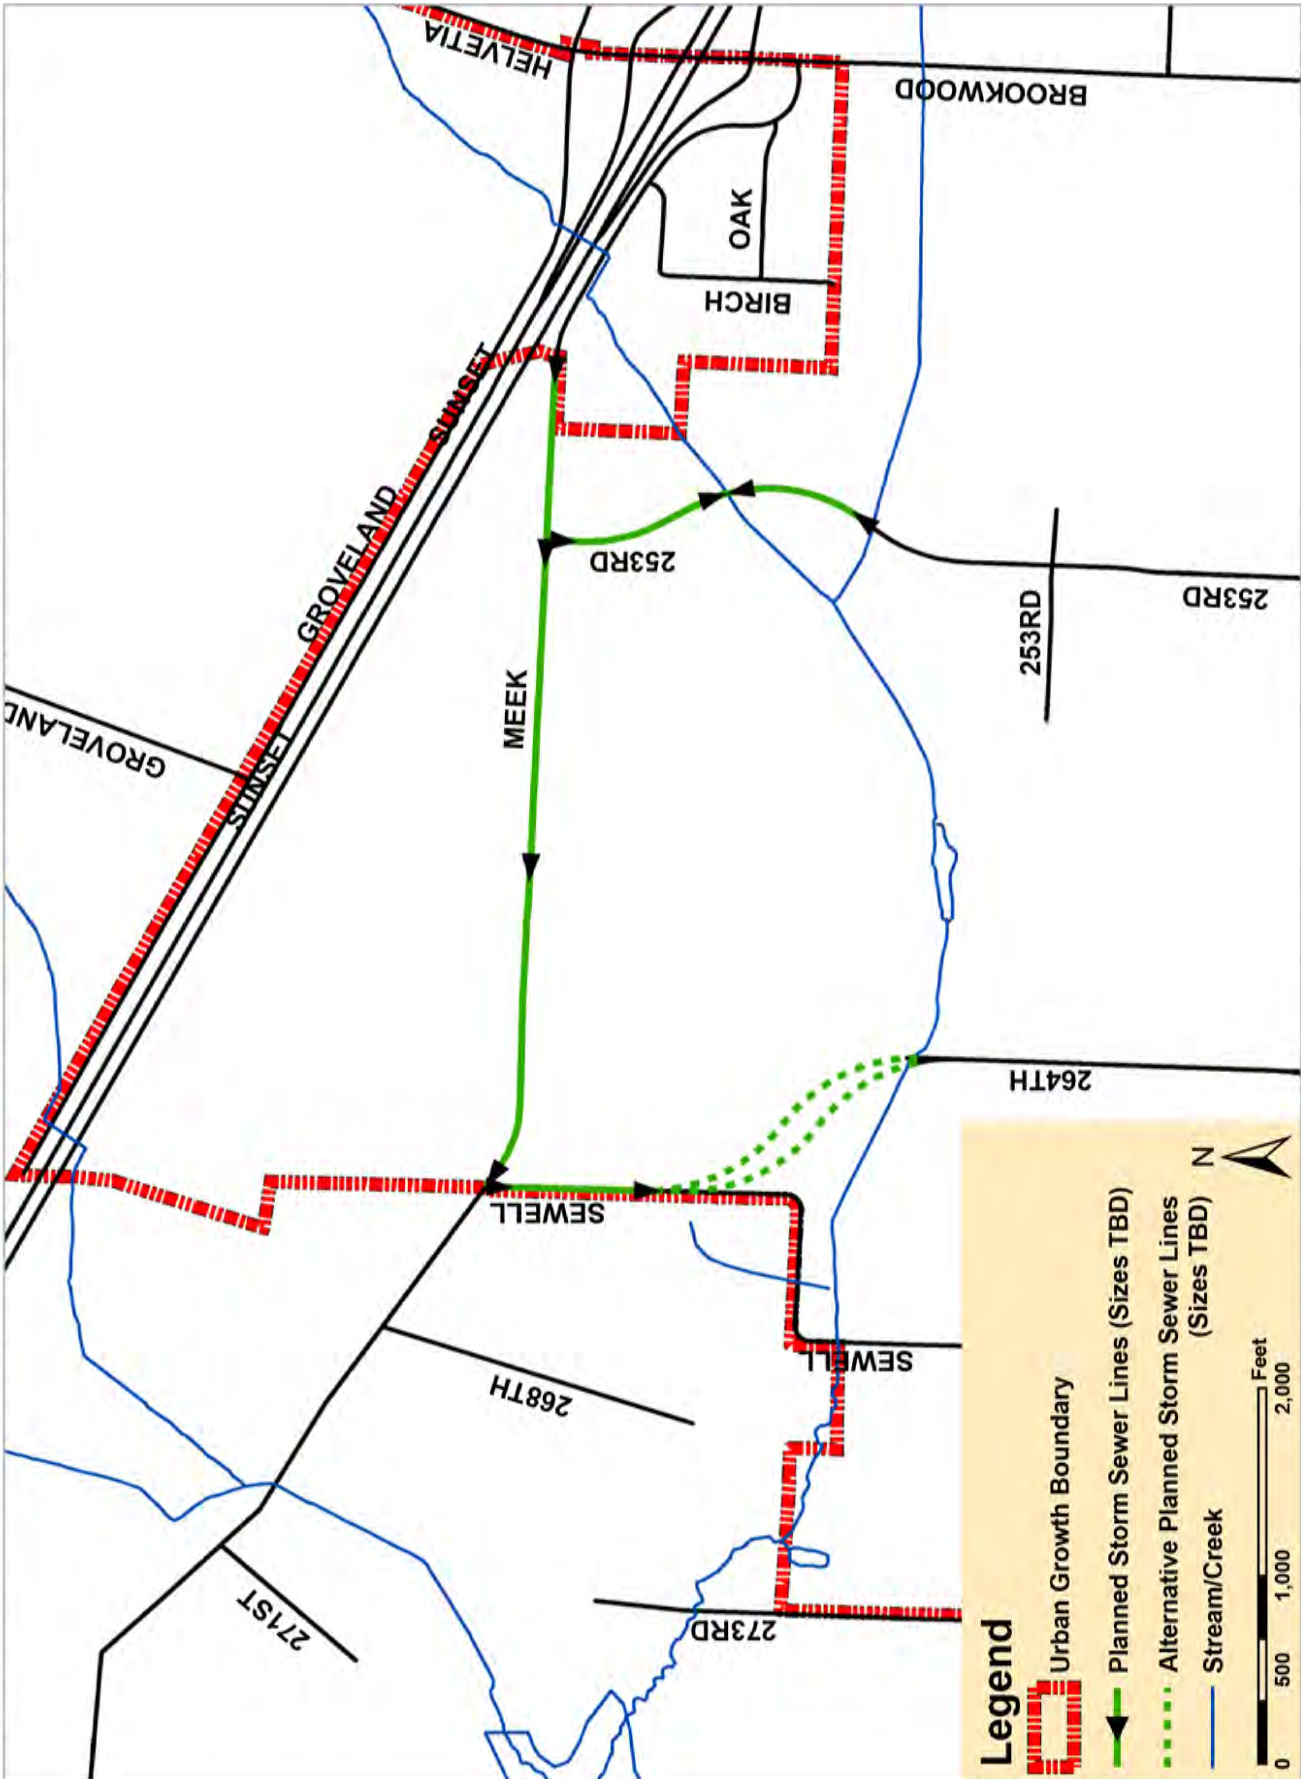 HELVETIA
BROOKWOOD
OAK
BIRCH
SUNSET
GROVELAND
253RD
253RD
253RD
MEEK
GROVELAND
SUNSET
264TH
SEWELL
SEWELL
268TH
271ST
273RD
Legend
Urban Growth Boundary
Planned Storm Sewer Lines (Sizes TBD)
Alternative Planned Storm Sewer Lines
(Sizes TBD)
Stream/Creek
N
0 500 1,000 2,000
Feet